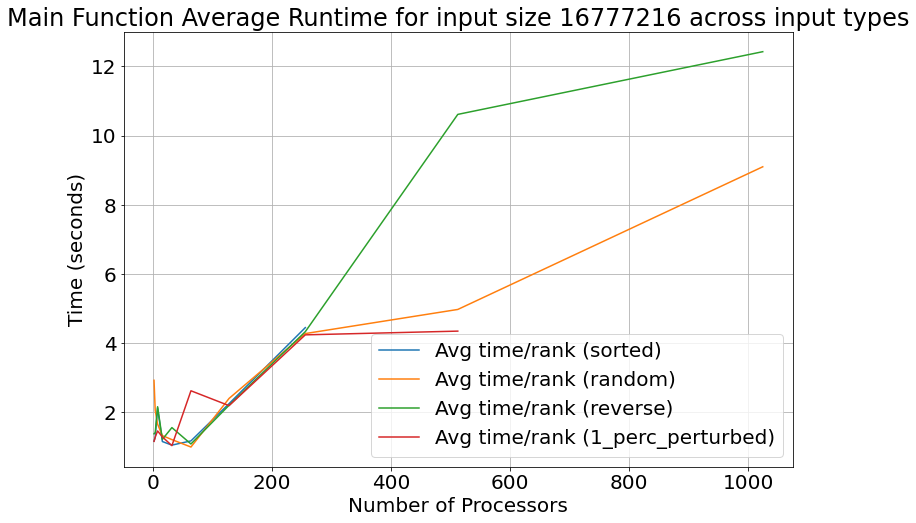 Main Function Average Runtime for input size 16777216 across input types
12
10
8
6
4
2
Time (seconds)
Avg time/rank (sorted)
Avg time/rank (random)
Avg time/rank (reverse)
Avg time/rank (1_perc_perturbed)
0 200 400 600 800 1000
Number of Processors